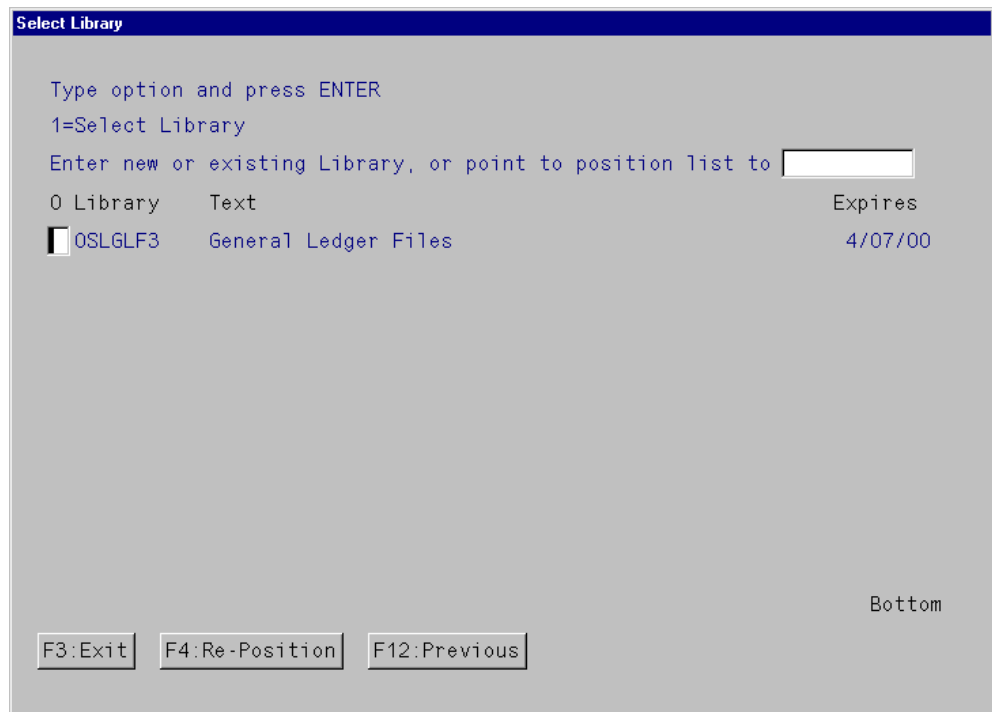 Select Library
Type option and press ENTER
1=Select Library
Enter new or existing Library, or point to position list to
O Library Text Expires
OSLGLF3 General Ledger Files 4/07/00
Bottom
F3:Exit F4:Re-Position F12:Previous